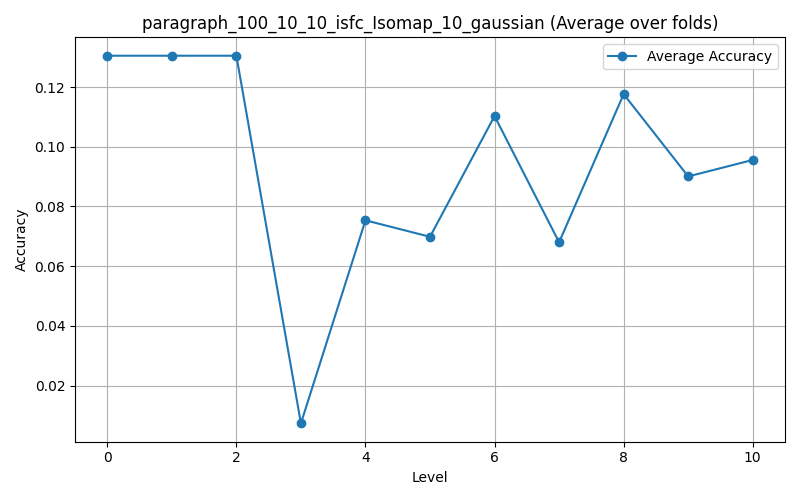 paragraph_100_10_10_isfc_Isomap_10_gaussian (Average over folds)
Average Accuracy
0.12
0.10
0.08
0.06
0.04
0.02
Accuracy
0 2 4 6 8 10
Level